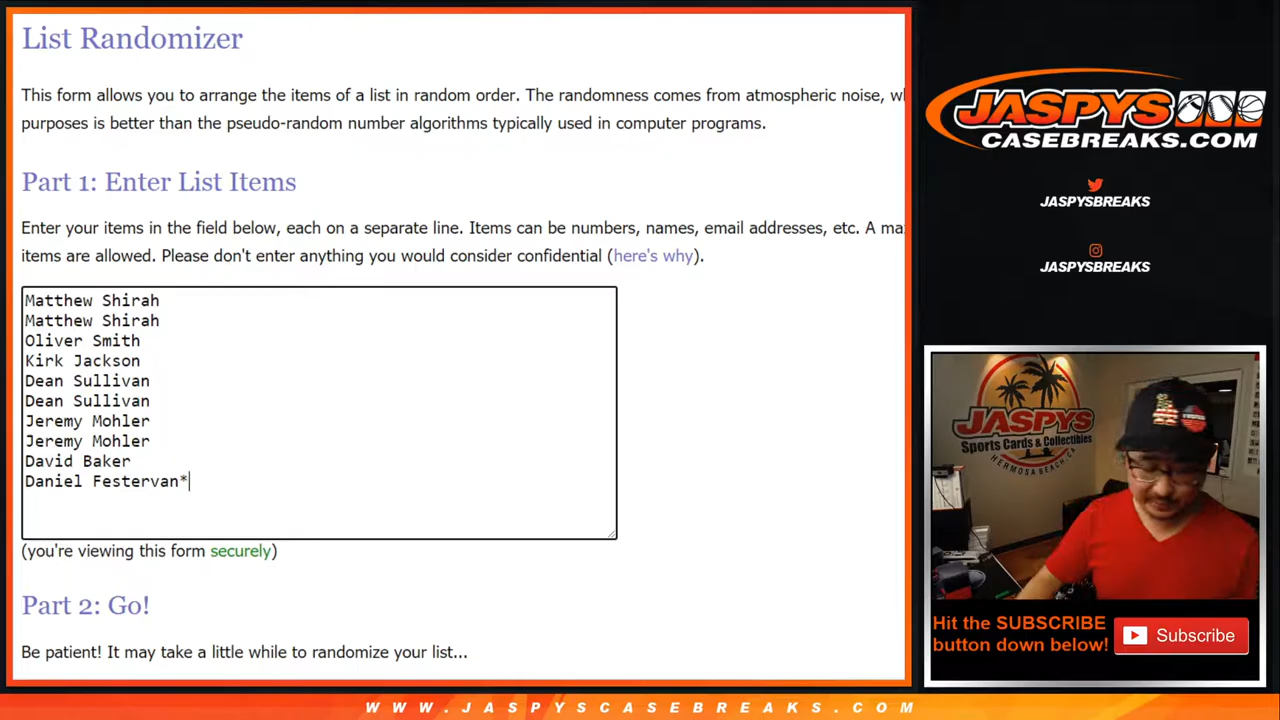 List Randomizer
This form allows you to arrange the items of a list in random order. The randomness comes from atmospheric noise,
purposes is better than the pseudo-random number algorithms typically used in computer programs.
Part 1: Enter List Items
Enter your items in the field below, each on a separate line. Items can be numbers, names, email addresses, etc. A
items are allowed. Please don't enter anything you would consider confidential (here's why).
Matthew Shirah
Matthew Shirah
Oliver Smith
Kirk Jackson
Dean Sullivan
Dean Sullivan
Jeremy Mohler
Jeremy Mohler
David Baker
Daniel Festervan*
(you're viewing this form securely)
Part 2: Go!
Be patient! It may take a little while to randomize your list...
JASPYS
CASEBREAKS.COM
JASPYSBREAKS
JASPYSBREAKS
JASPYS
Sports Cards & Collectibles
HERMOSA BEACH, CA
Hit the SUBSCRIBE
button down below!
Subscribe
WWW.JASPYSCASEBREAKS.COM